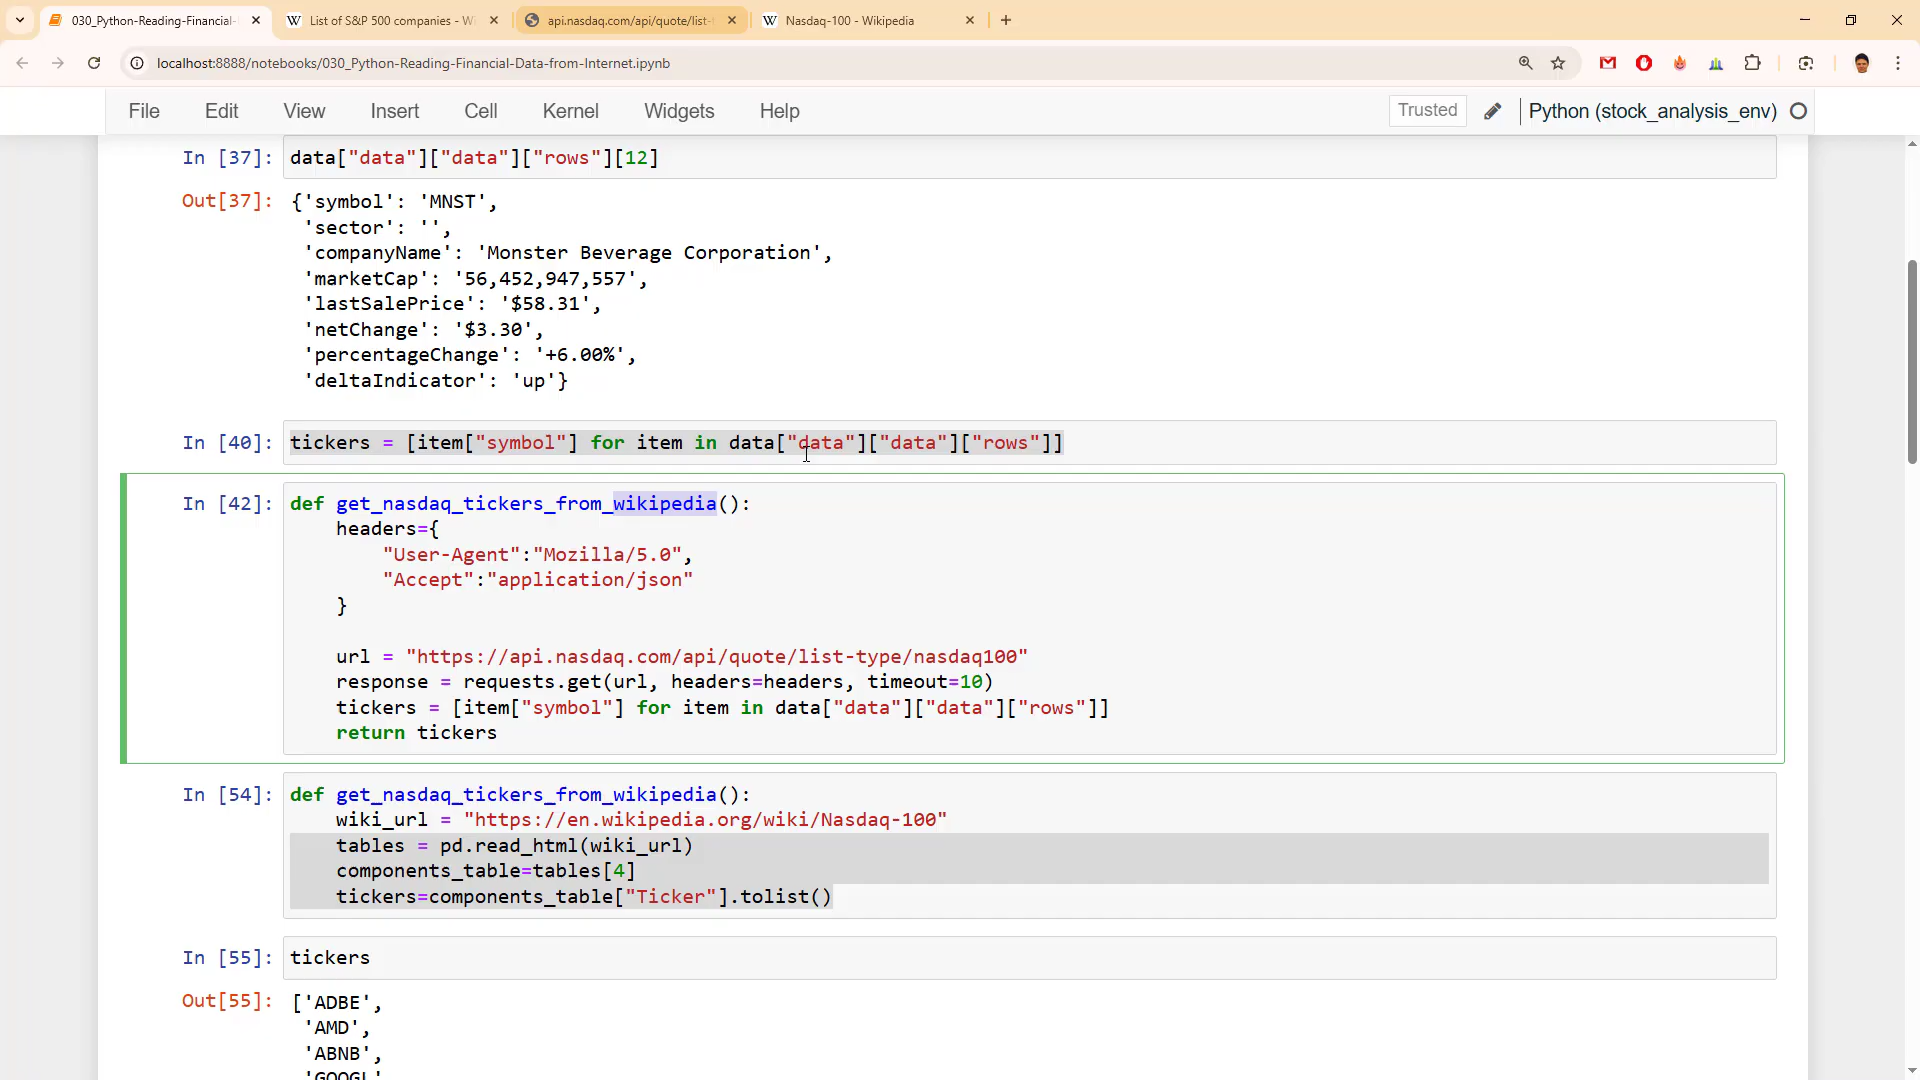 030_Python-Reading-Financial-
List of S&P 500 companies - W
api.nasdaq.com/api/quote/list-
Nasdaq-100 - Wikipedia
localhost:8888/notebooks/030_Python-Reading-Financial-Data-from-Internet.ipynb
File Edit View Insert Cell Kernel Widgets Help Trusted Python (stock_analysis_env)
In [37]: data["data"]["data"]["rows"][12]
Out[37]: {'symbol': 'MNST',
'sector': '',
'companyName': 'Monster Beverage Corporation',
'marketCap': '56,452,947,557',
'lastSalePrice': '$58.31',
'netChange': '$3.30',
'percentageChange': '+6.00%',
'deltaIndicator': 'up'}
In [40]: tickers = [item["symbol"] for item in data["data"]["data"]["rows"]]
In [42]: def get_nasdaq_tickers_from_wikipedia():
headers={
"User-Agent":"Mozilla/5.0",
"Accept":"application/json"
}
url = "https://api.nasdaq.com/api/quote/list-type/nasdaq100"
response = requests.get(url, headers=headers, timeout=10)
tickers = [item["symbol"] for item in data["data"]["data"]["rows"]]
return tickers
In [54]: def get_nasdaq_tickers_from_wikipedia():
wiki_url = "https://en.wikipedia.org/wiki/Nasdaq-100"
tables = pd.read_html(wiki_url)
components_table=tables[4]
tickers=components_table["Ticker"].tolist()
In [55]: tickers
Out[55]: ['ADBE',
'AMD',
'ABNB',
'GOOGL'